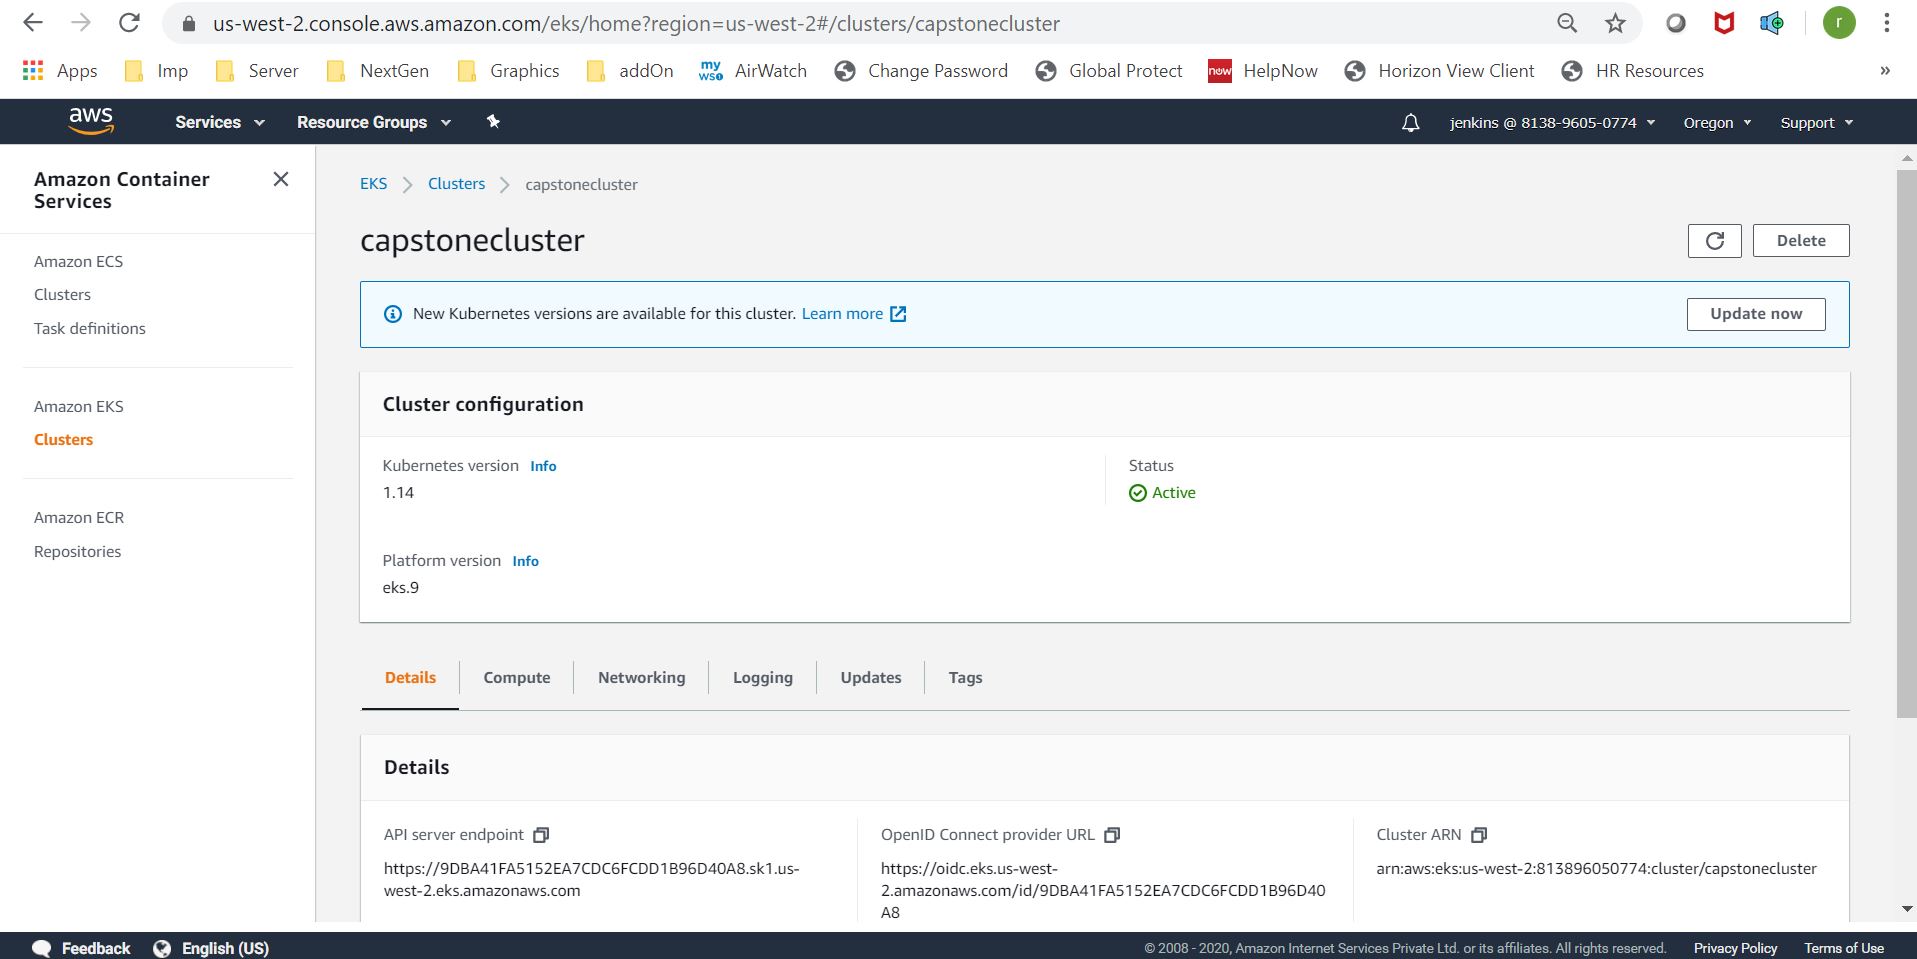 us-west-2.console.aws.amazon.com/eks/home?region=us-west-2#/clusters/capstonecluster
r
Apps Imp Server NextGen Graphics addOn my WS1 AirWatch Change Password Global Protect now HelpNow Horizon View Client HR Resources »
aws Services Resource Groups jenkins @ 8138-9605-0774 Oregon Support
Amazon Container
Services
Amazon ECS
Clusters
Task definitions
Amazon EKS
Clusters
Amazon ECR
Repositories
EKS Clusters capstonecluster
capstonecluster
Delete
New Kubernetes versions are available for this cluster. Learn more
Update now
Cluster configuration
Kubernetes version Info
1.14
Status
Active
Platform version Info
eks.9
Details Compute Networking Logging Updates Tags
Details
API server endpoint
https://9DBA41FA5152EA7CDC6FCDD1B96D40A8.sk1.us-
west-2.eks.amazonaws.com
OpenID Connect provider URL
https://oidc.eks.us-west-
2.amazonaws.com/id/9DBA41FA5152EA7CDC6FCDD1B96D40
A8
Cluster ARN
arn:aws:eks:us-west-2:813896050774:cluster/capstonecluster
Feedback English (US) © 2008 - 2020, Amazon Internet Services Private Ltd. or its affiliates. All rights reserved. Privacy Policy Terms of Use